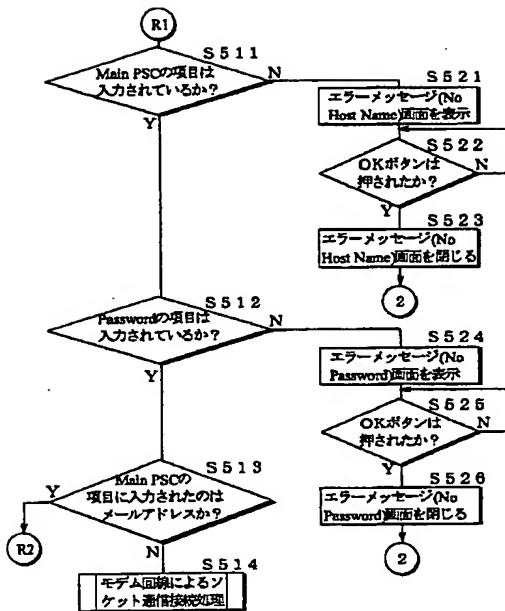 R1
S511
Main PSCの項目は
入力されているか?
N
Y
S521
エラーメッセージ(No
Host Name)画面を表示
S522
OKボタンは
押されたか?
N
Y
S523
エラーメッセージ(No
Host Name)画面を閉じる
2
S512
Passwordの項目は
入力されているか?
N
Y
S524
エラーメッセージ(No
Password)画面を表示
S525
OKボタンは
押されたか?
N
Y
S526
エラーメッセージ(No
Password)画面を閉じる
2
S513
Main PSCの
項目に入力されたのは
メールアドレスか?
Y
R2
N
S514
モデム回線によるソ
ケット通信接続処理